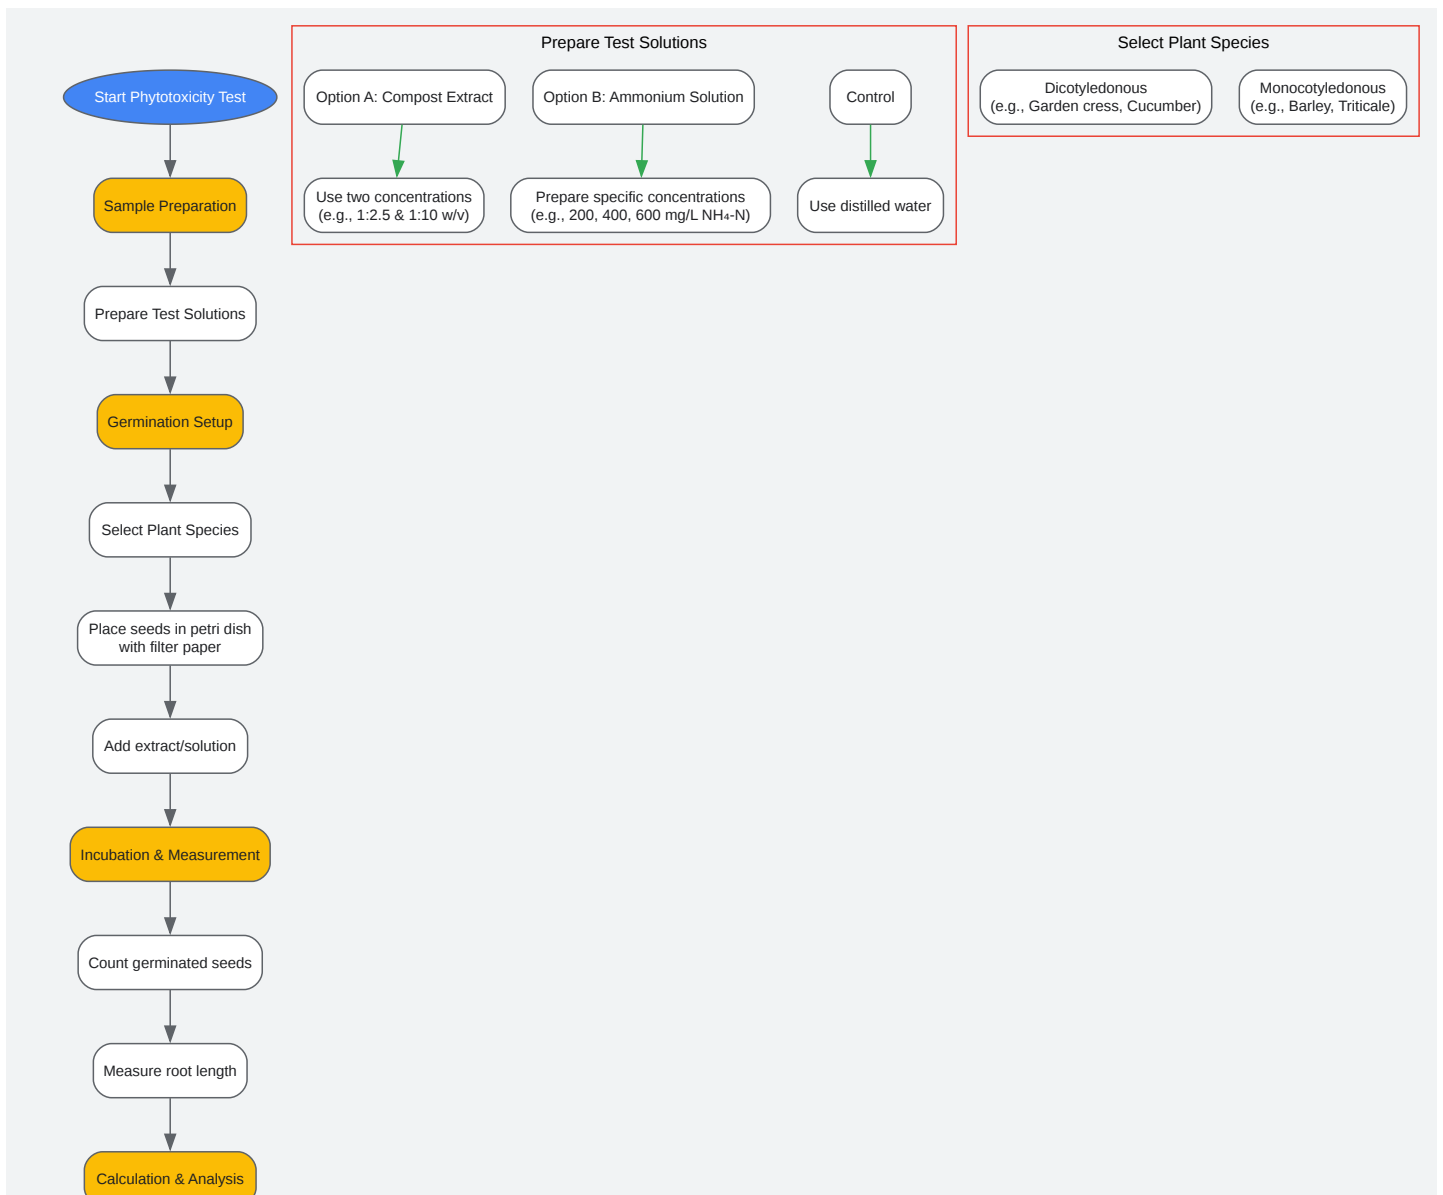 Start Phytotoxicity Test
Sample Preparation
Prepare Test Solutions
Germination Setup
Select Plant Species
Place seeds in petri dish
with filter paper
Add extract/solution
Incubation & Measurement
Count germinated seeds
Measure root length
Calculation & Analysis
Prepare Test Solutions
Option A: Compost Extract
Use two concentrations
(e.g., 1:2.5 & 1:10 w/v)
Option B: Ammonium Solution
Prepare specific concentrations
(e.g., 200, 400, 600 mg/L NH₄-N)
Control
Use distilled water
Select Plant Species
Dicotyledonous
(e.g., Garden cress, Cucumber)
Monocotyledonous
(e.g., Barley, Triticale)